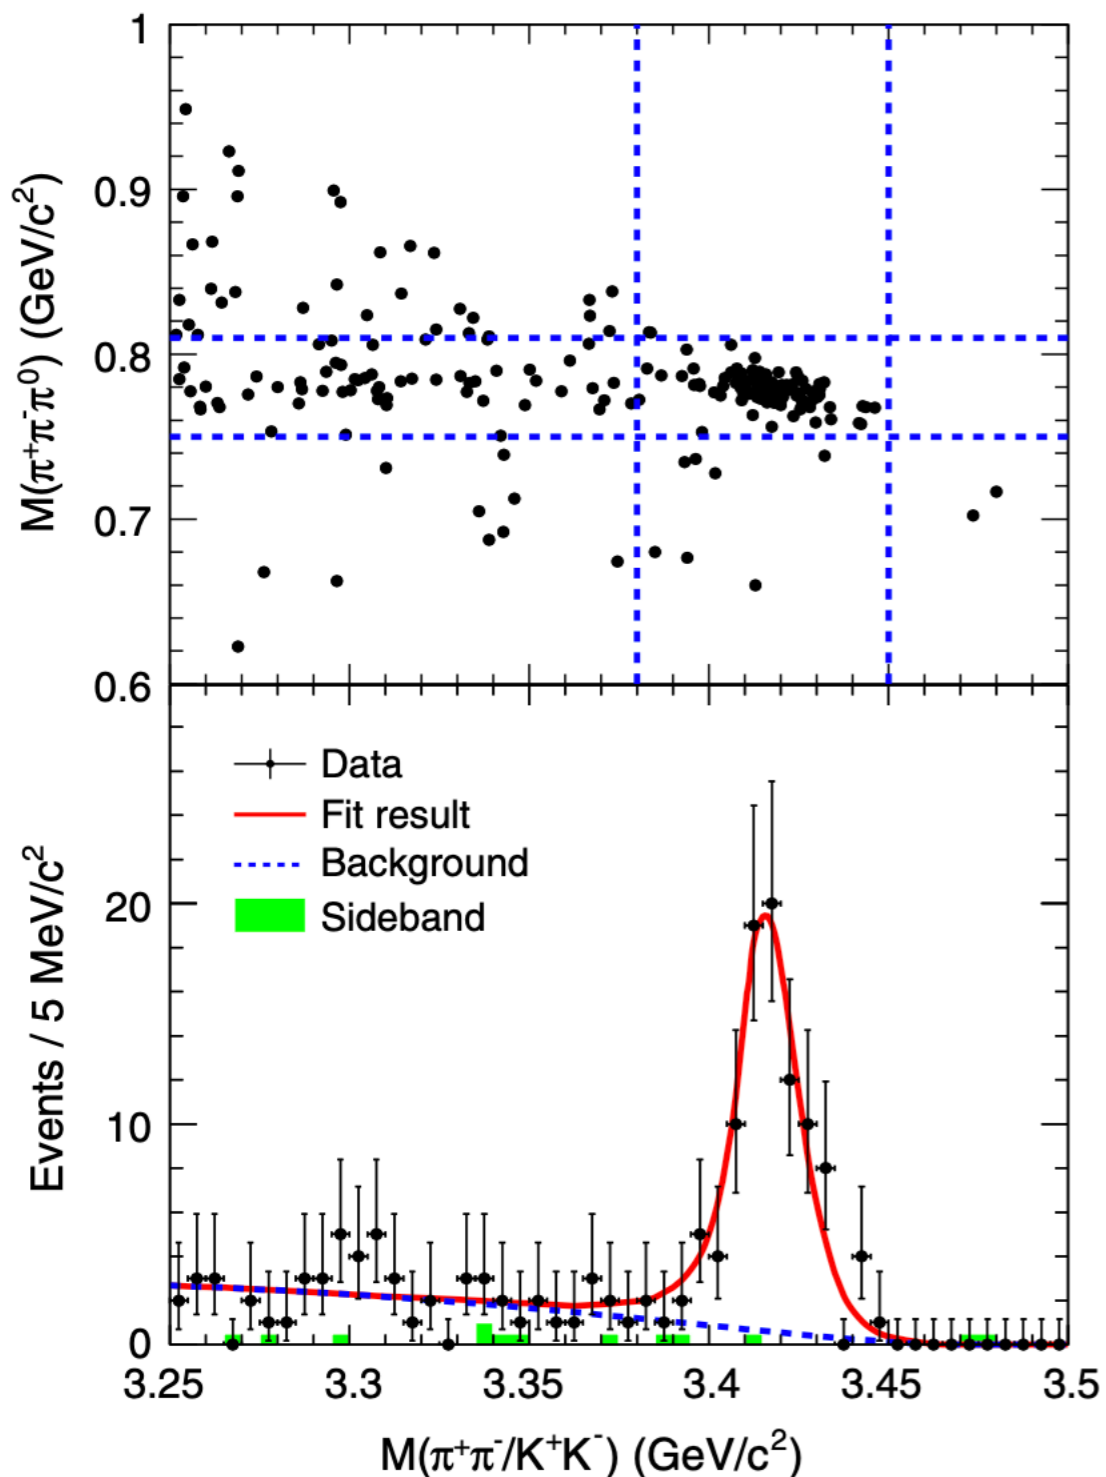 1
0.9
0.8
0.7
0.6
M(π⁺π⁻π⁰) (GeV/c²)
Data
Fit result
Background
Sideband
20
10
0
Events / 5 MeV/c²
3.25 3.3 3.35 3.4 3.45 3.5
M(π⁺π⁻/K⁺K⁻) (GeV/c²)